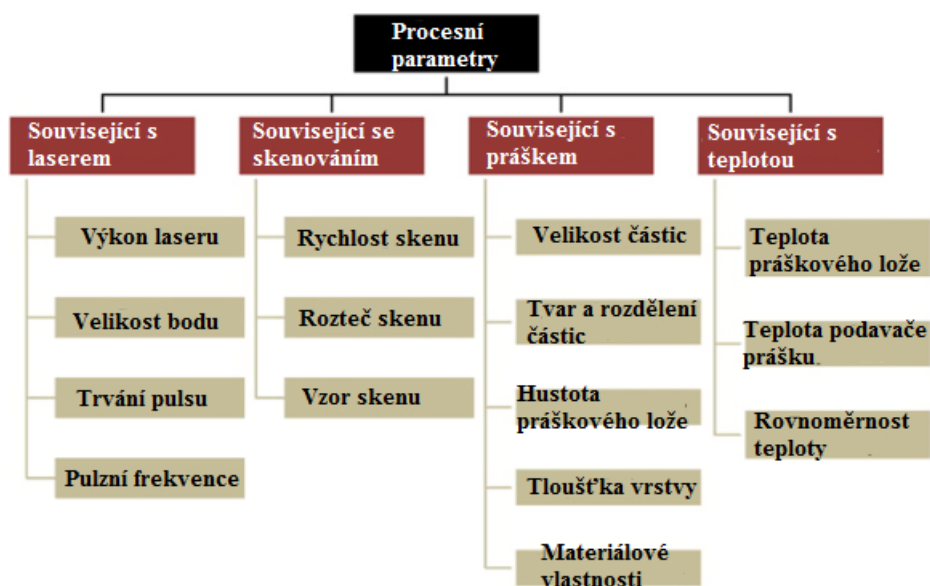 Procesní
parametry
Související s
laserem
Výkon laseru
Velikost bodu
Trvání pulsu
Pulzní frekvence
Související se
skenováním
Rychlost skenu
Rozteč skenu
Vzor skenu
Související s
práškem
Velikost částic
Tvar a rozdělení
částic
Hustota
práškového lože
Tloušťka vrstvy
Materiálové
vlastnosti
Související s
teplotou
Teplota
práškového lože
Teplota podavače
prášku
Rovnoměrnost
teploty